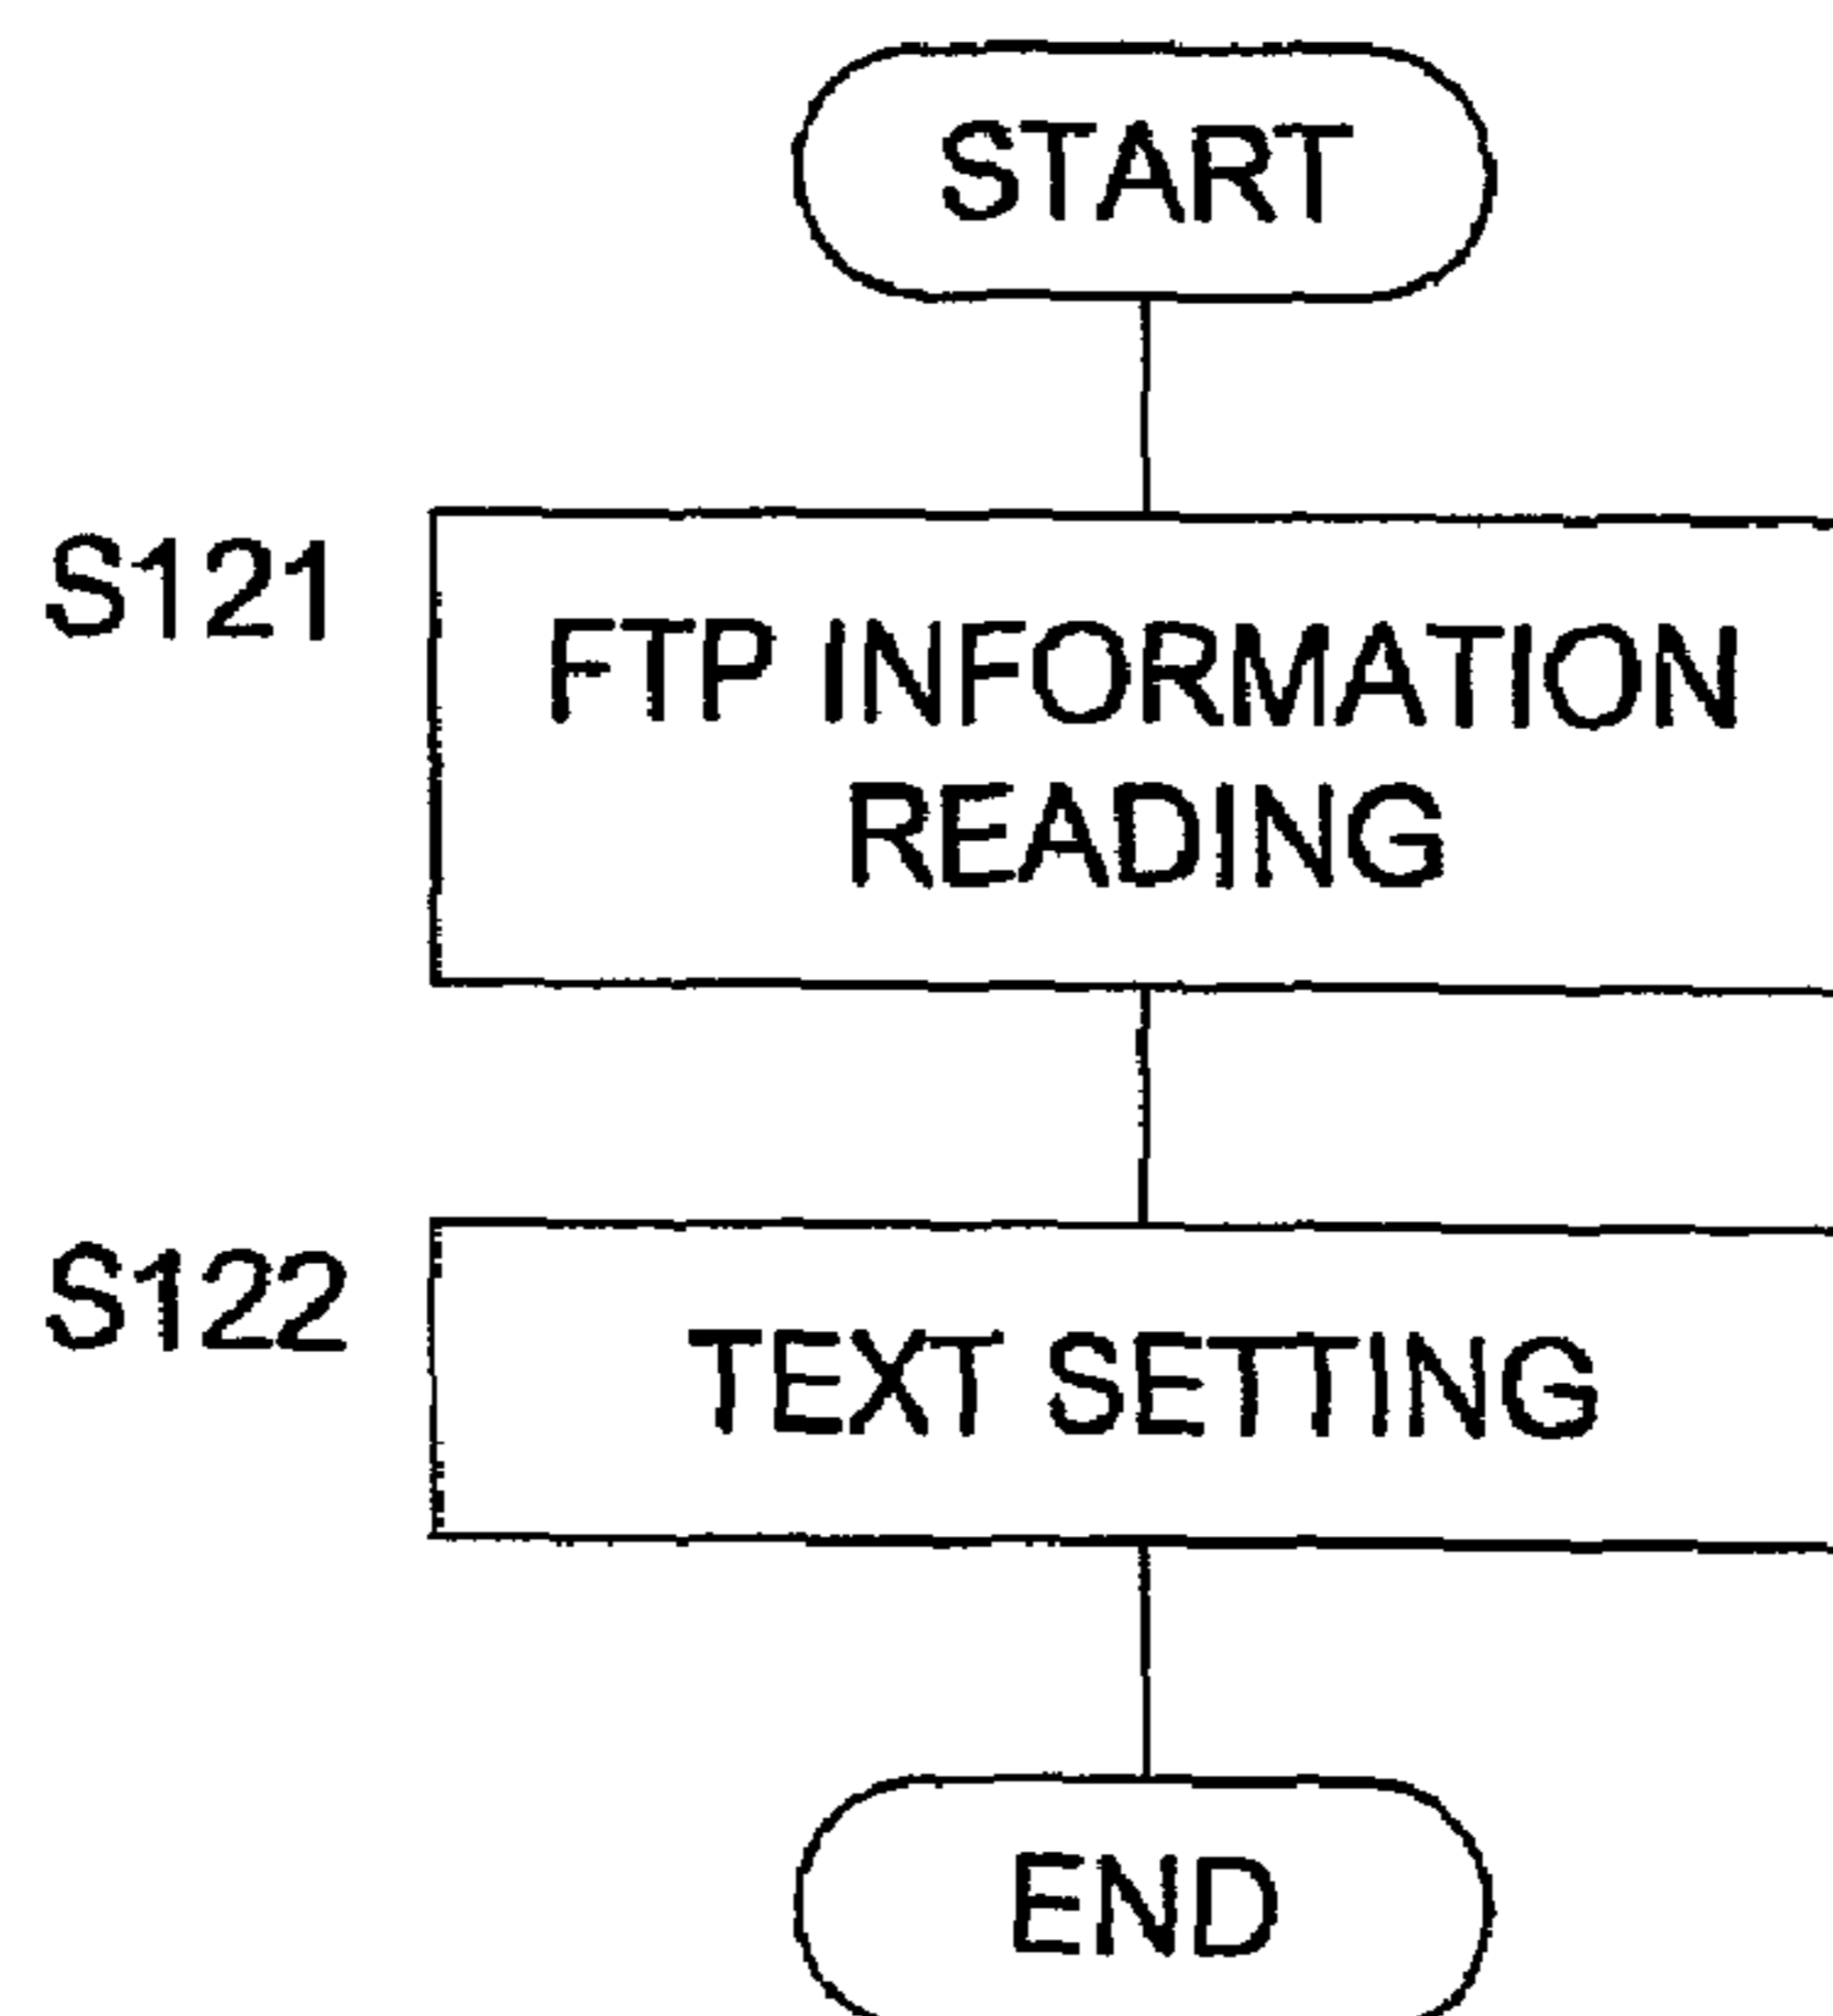 START
S121
FTP INFORMATION
READING
S122
TEXT SETTING
END